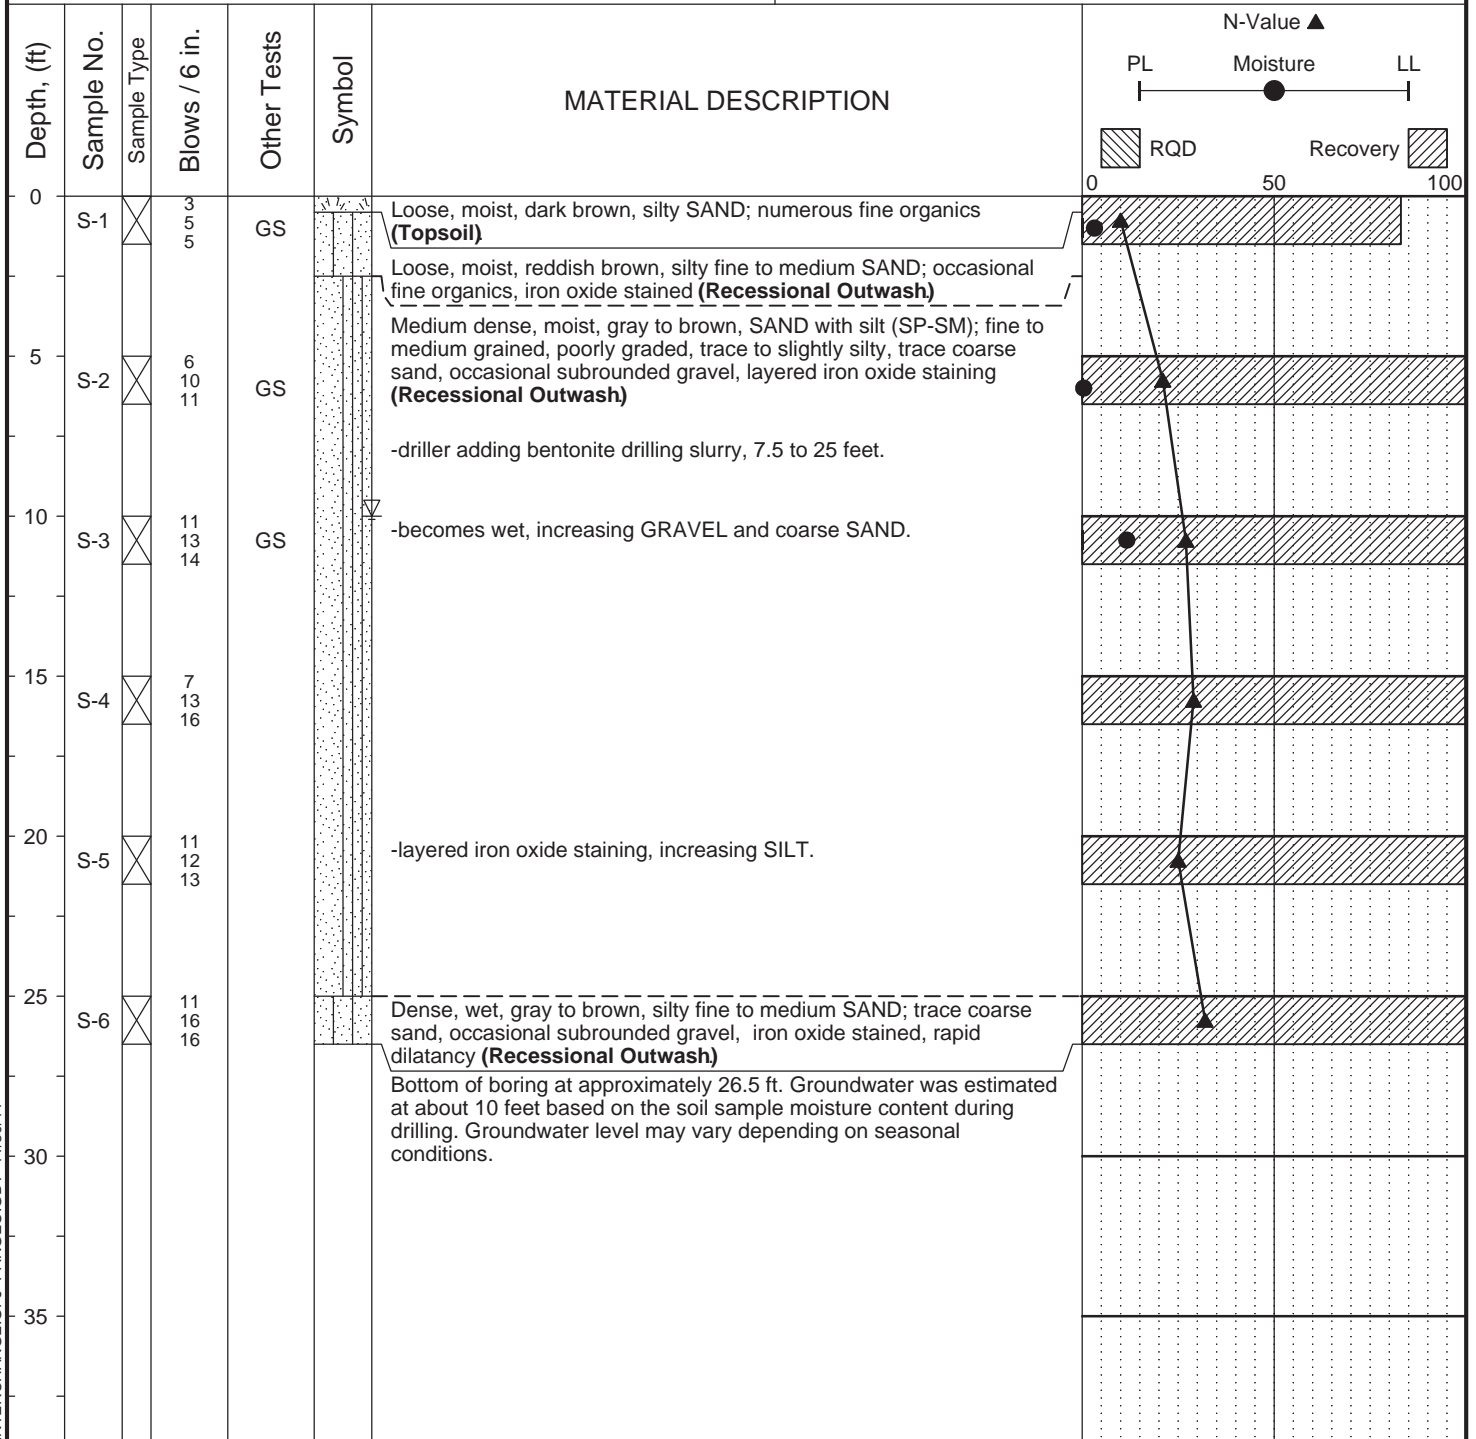 Depth, (ft)
Sample No.
Sample Type
Blows / 6 in.
Other Tests
Symbol
MATERIAL DESCRIPTION
N-Value ▲
PL Moisture LL
RQD Recovery
0 50 100
0
S-1
3
5
5
GS
Loose, moist, dark brown, silty SAND; numerous fine organics
(Topsoil).
Loose, moist, reddish brown, silty fine to medium SAND; occasional
fine organics, iron oxide stained (Recessional Outwash.)
Medium dense, moist, gray to brown, SAND with silt (SP-SM); fine to
medium grained, poorly graded, trace to slightly silty, trace coarse
sand, occasional subrounded gravel, layered iron oxide staining
(Recessional Outwash.)
5
S-2
6
10
11
GS
-driller adding bentonite drilling slurry, 7.5 to 25 feet.
10
S-3
11
13
14
GS
-becomes wet, increasing GRAVEL and coarse SAND.
15
S-4
7
13
16
20
S-5
11
12
13
-layered iron oxide staining, increasing SILT.
25
S-6
11
16
16
Dense, wet, gray to brown, silty fine to medium SAND; trace coarse
sand, occasional subrounded gravel, iron oxide stained, rapid
dilatancy (Recessional Outwash.)
Bottom of boring at approximately 26.5 ft. Groundwater was estimated
at about 10 feet based on the soil sample moisture content during
drilling. Groundwater level may vary depending on seasonal
conditions.
30
35